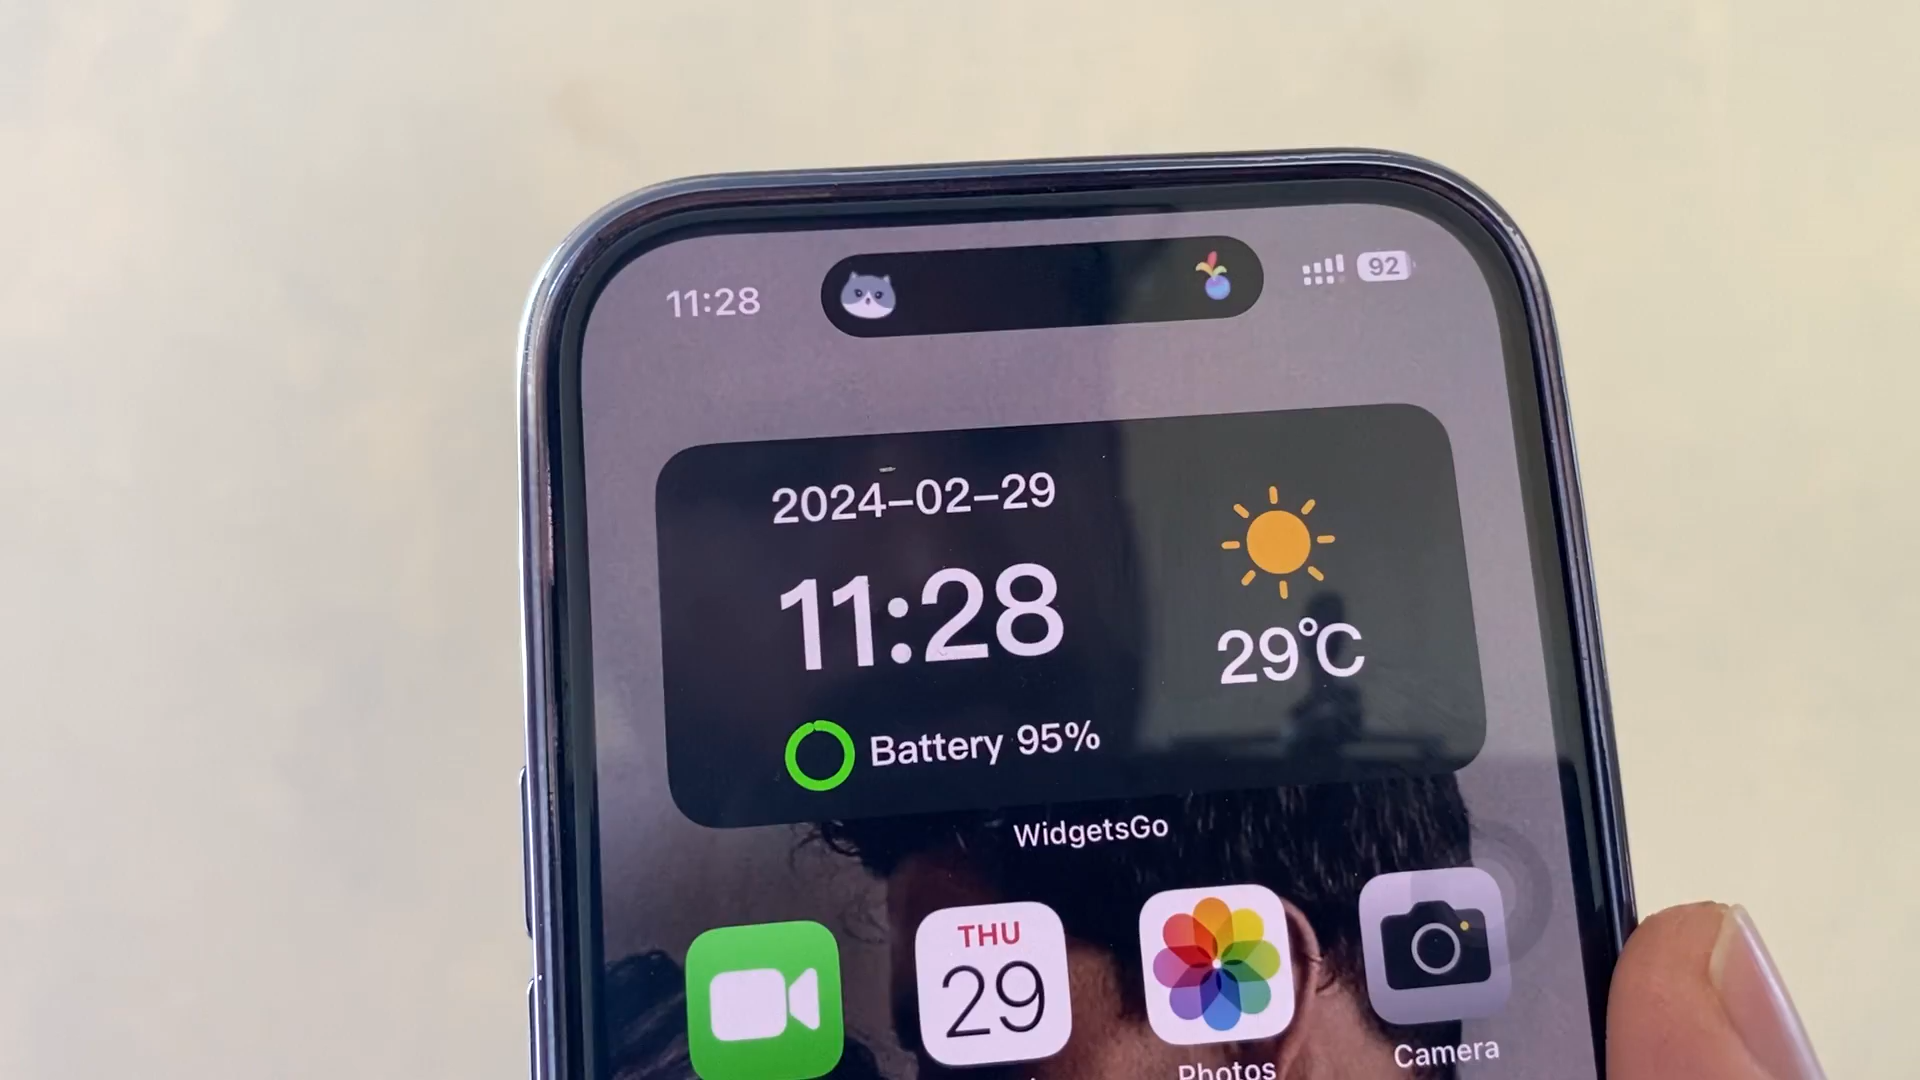 11:28
92
2024-02-29
11:28
29°C
Battery 95%
WidgetsGo
THU
29
Photos
Camera